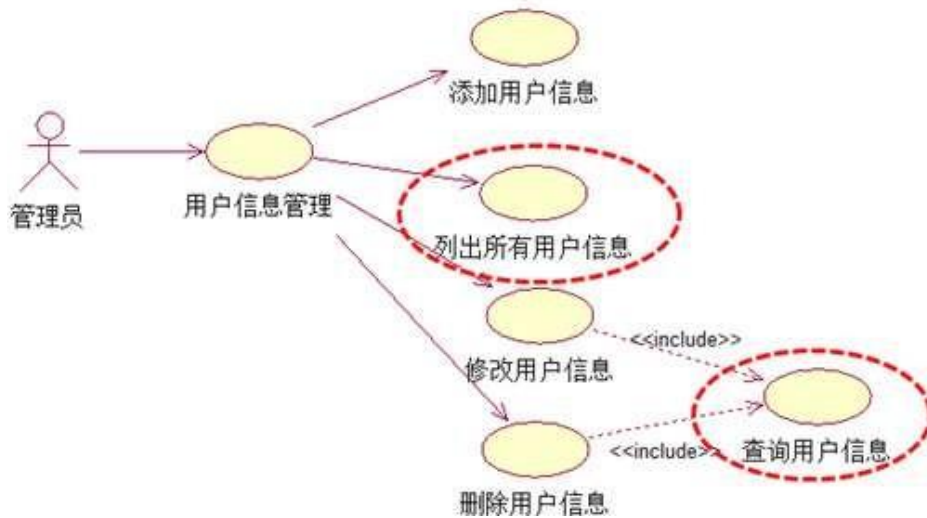 添加用户信息
管理员
用户信息管理
列出所有用户信息
<<include>>
修改用户信息
<<include>>
查询用户信息
删除用户信息